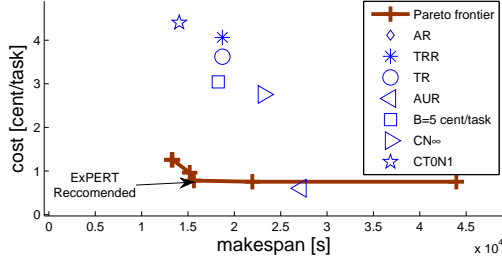 cost [cent/task]
4
3
2
1
0
ExPERT
Reccomended
Pareto frontier
AR
TRR
TR
AUR
B=5 cent/task
CN∞
CT0N1
0 0.5 1 1.5 2 2.5 3 3.5 4 4.5
makespan [s]
x 10⁴